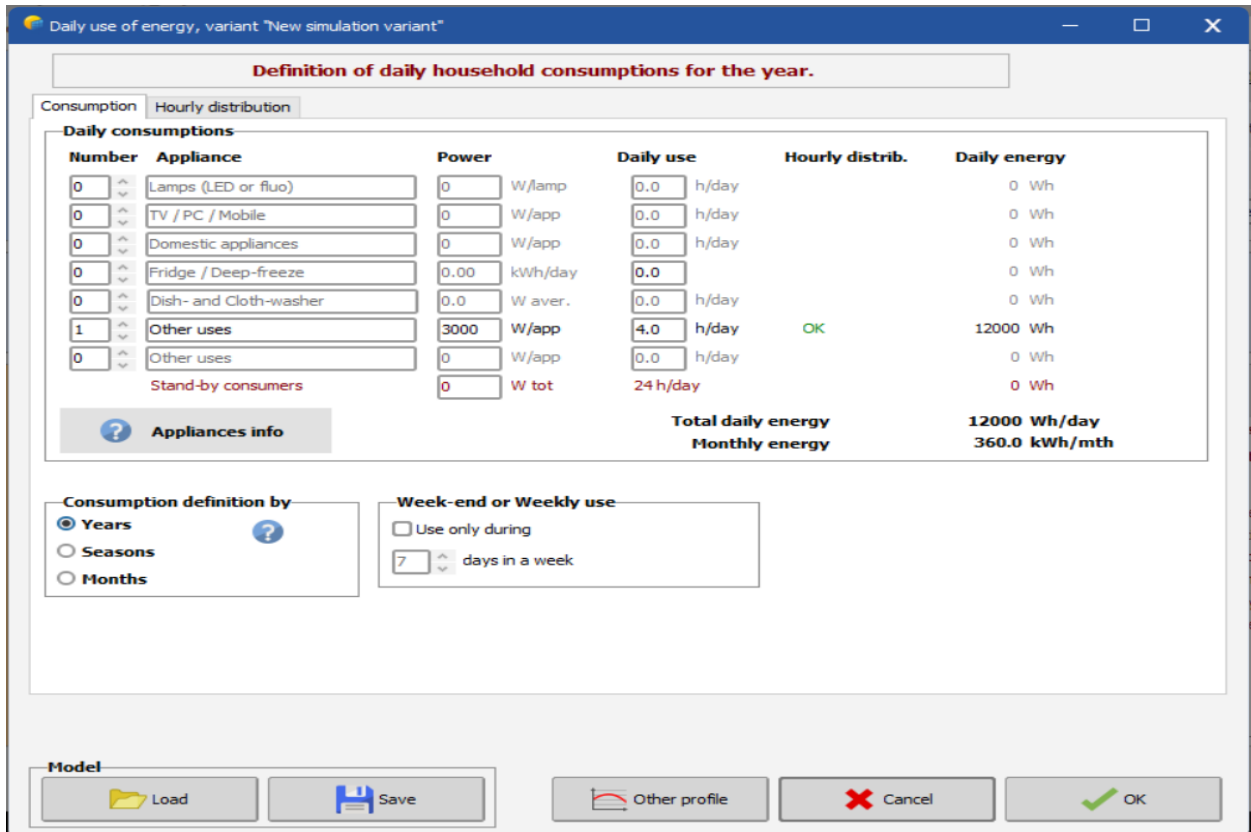 Daily use of energy, variant "New simulation variant"
Definition of daily household consumptions for the year.
Consumption Hourly distribution
Daily consumptions
Number Appliance Power Daily use Hourly distrib. Daily energy
0 Lamps (LED or fluo) 0 W/lamp 0.0 h/day 0 Wh
0 TV / PC / Mobile 0 W/app 0.0 h/day 0 Wh
0 Domestic appliances 0 W/app 0.0 h/day 0 Wh
0 Fridge / Deep-freeze 0.00 kWh/day 0.0 0 Wh
0 Dish- and Cloth-washer 0.0 W aver. 0.0 h/day 0 Wh
1 Other uses 3000 W/app 4.0 h/day OK 12000 Wh
0 Other uses 0 W/app 0.0 h/day 0 Wh
Stand-by consumers 0 W tot 24 h/day 0 Wh
? Appliances info Total daily energy 12000 Wh/day
Monthly energy 360.0 kWh/mth
Consumption definition by Week-end or Weekly use
Years ? Use only during
Seasons 7 days in a week
Months
Model
Load Save Other profile Cancel OK